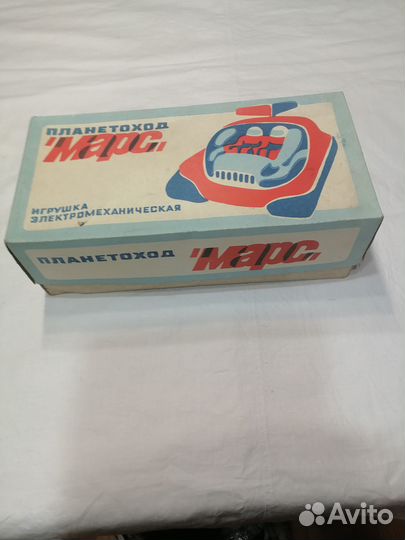 ПЛАНЕТОХОД
"Марс"
ИГРУШКА
ЭЛЕКТРОМЕХАНИЧЕСКАЯ
ПЛАНЕТОХОД "Марс"
Avito